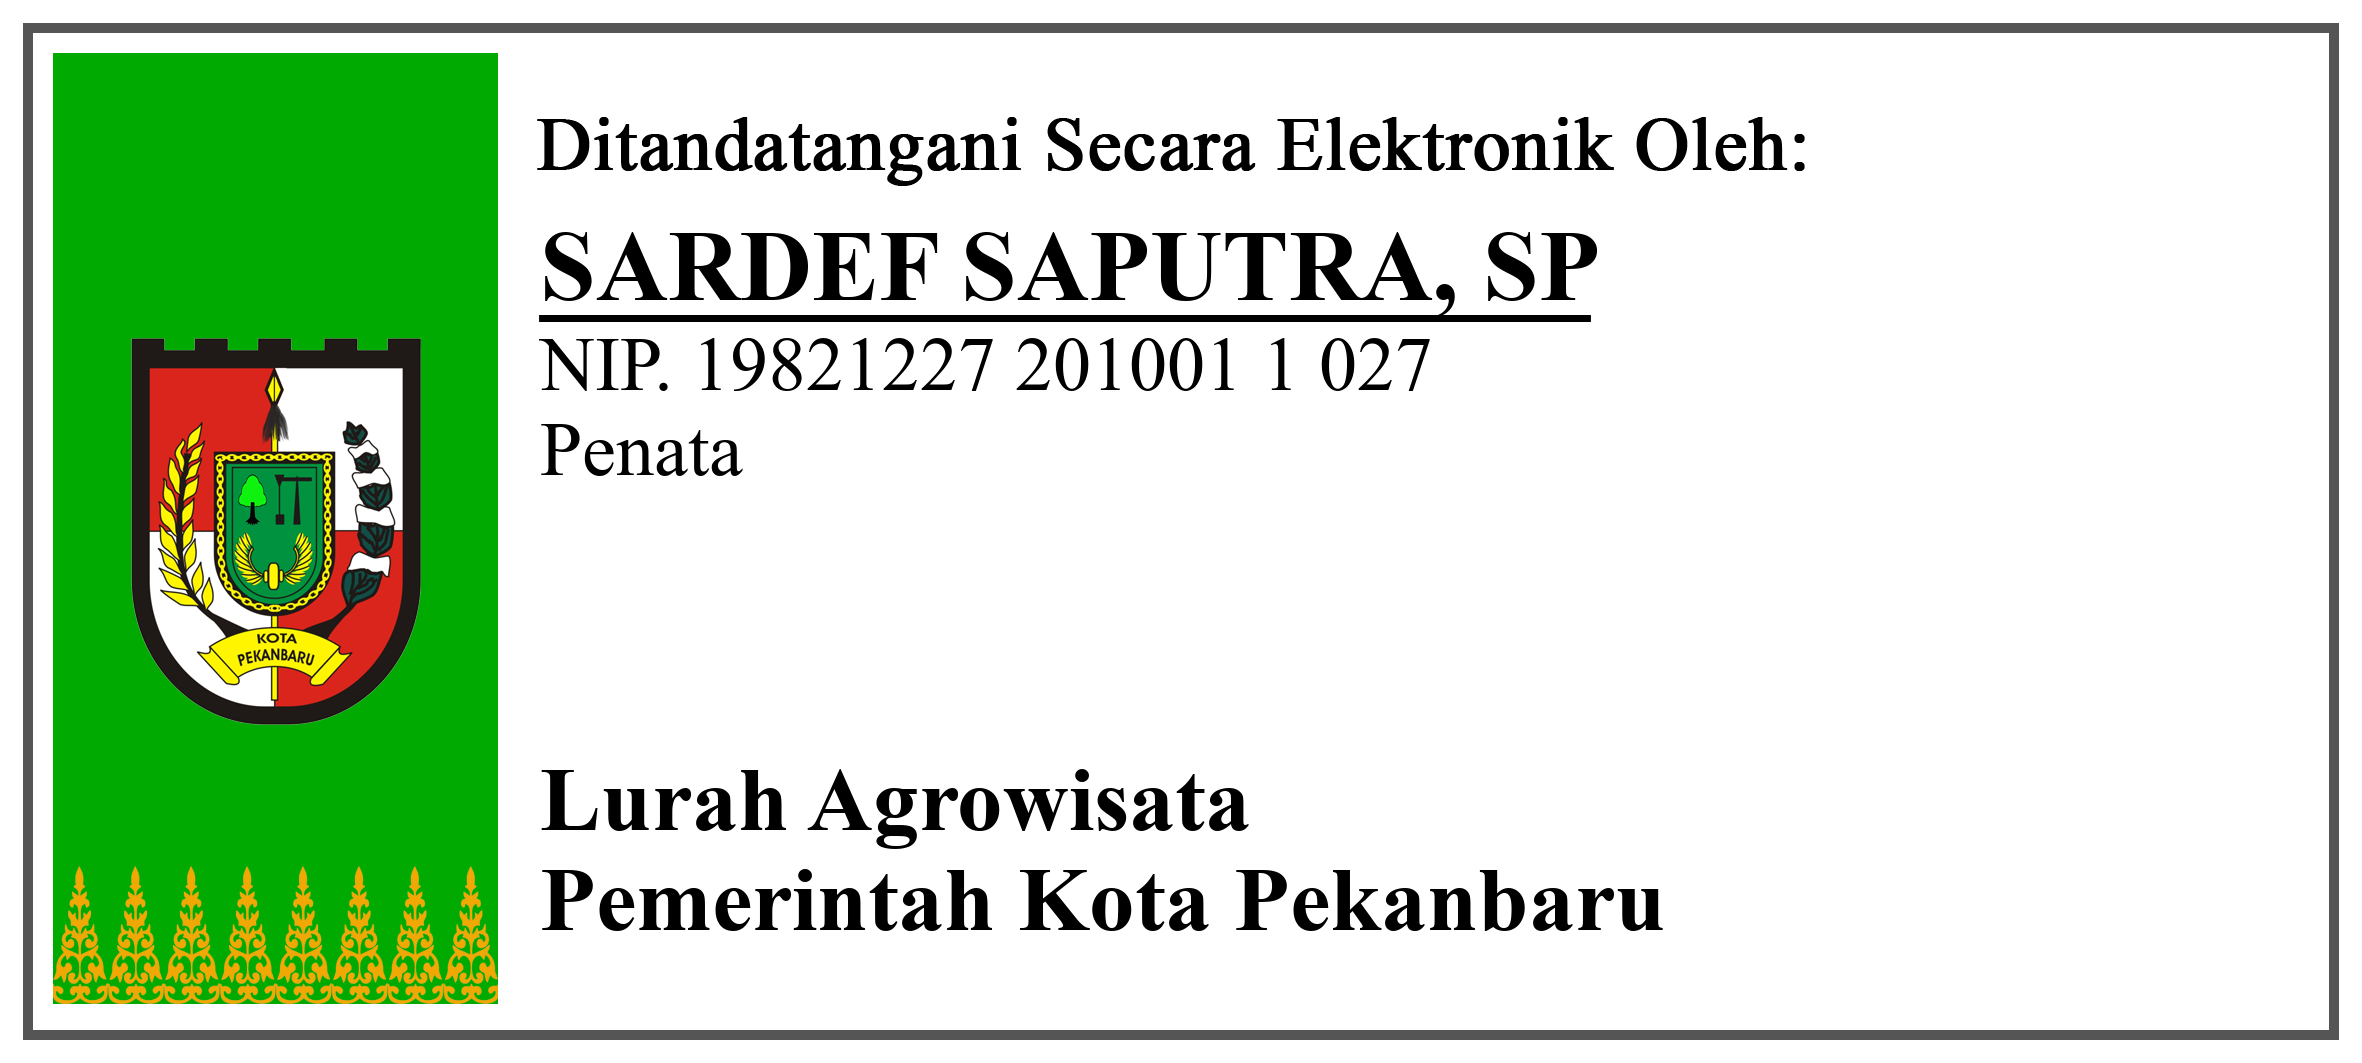 Ditandatangani Secara Elektronik Oleh:
SARDEF SAPUTRA, SP
NIP. 19821227 201001 1 027
Penata
KOTA
PEKANBARU
Lurah Agrowisata
Pemerintah Kota Pekanbaru